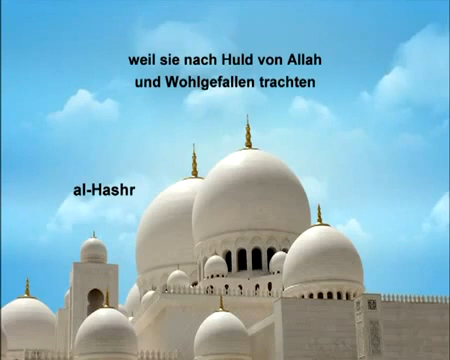 weil sie nach Huld von Allah
und Wohlgefallen trachten
al-Hashr